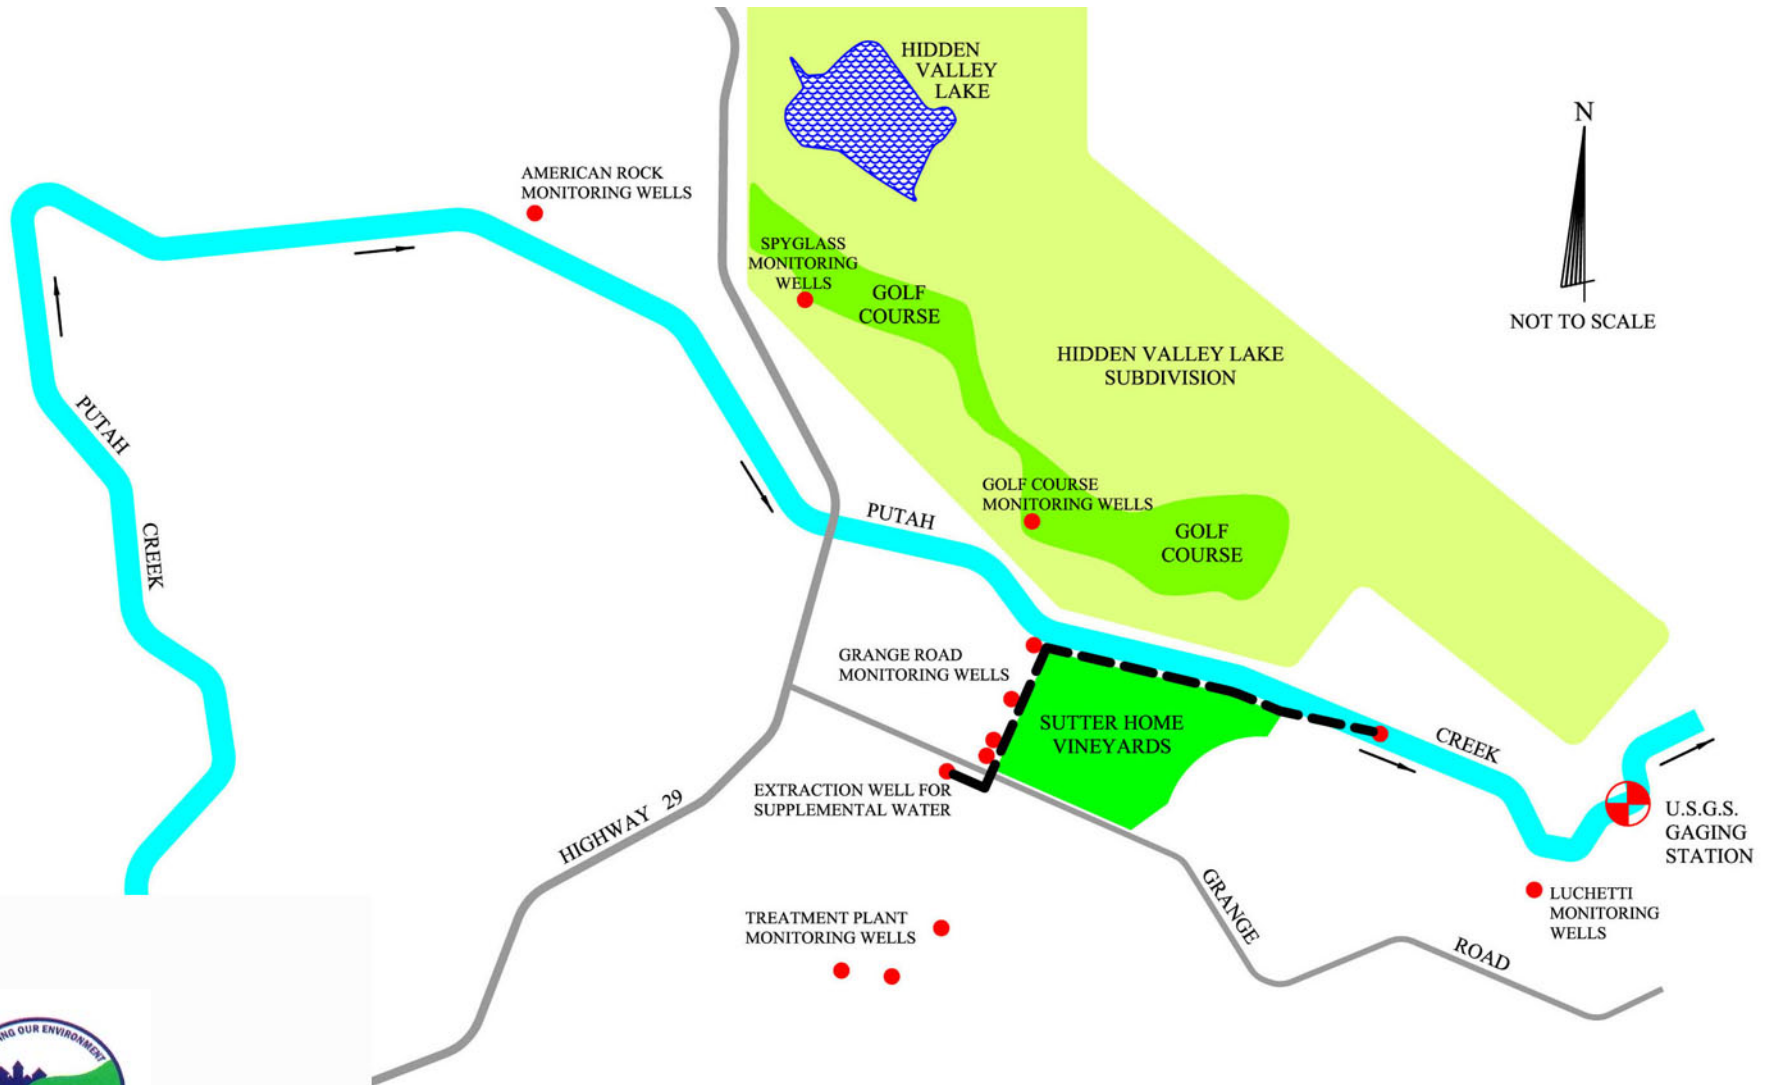 HIDDEN
VALLEY
LAKE
N
NOT TO SCALE
AMERICAN ROCK
MONITORING WELLS
SPYGLASS
MONITORING
WELLS
GOLF
COURSE
HIDDEN VALLEY LAKE
SUBDIVISION
PUTAH
CREEK
GOLF COURSE
MONITORING WELLS
PUTAH
GOLF
COURSE
GRANGE ROAD
MONITORING WELLS
SUTTER HOME
VINEYARDS
CREEK
EXTRACTION WELL FOR
SUPPLEMENTAL WATER
HIGHWAY 29
U.S.G.S.
GAGING
STATION
GRANGE
ROAD
LUCHETTI
MONITORING
WELLS
TREATMENT PLANT
MONITORING WELLS
OUR ENVIRONMENT